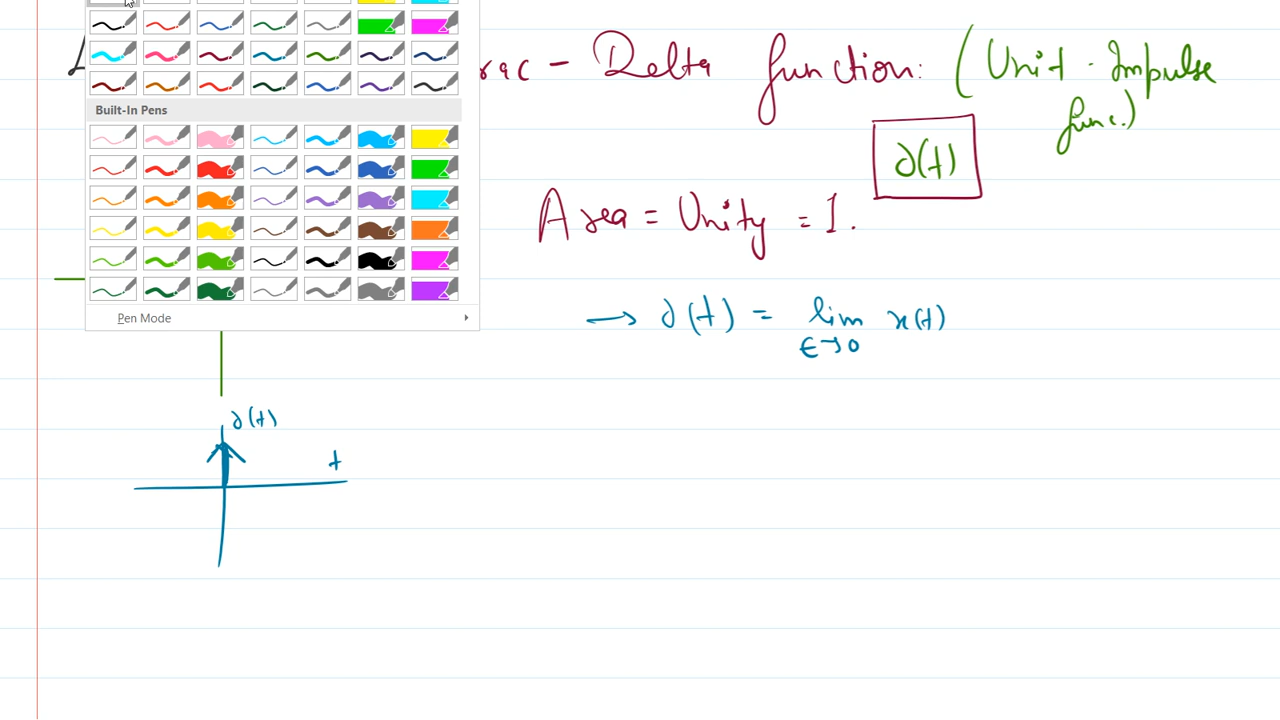 rac - Delta function: (Unit - Impulse func.)
∂(t)
Area = Unity = 1.
→ ∂(t) = lim x(t)
ϵ→0
Built-In Pens
Pen Mode
∂(t)
t